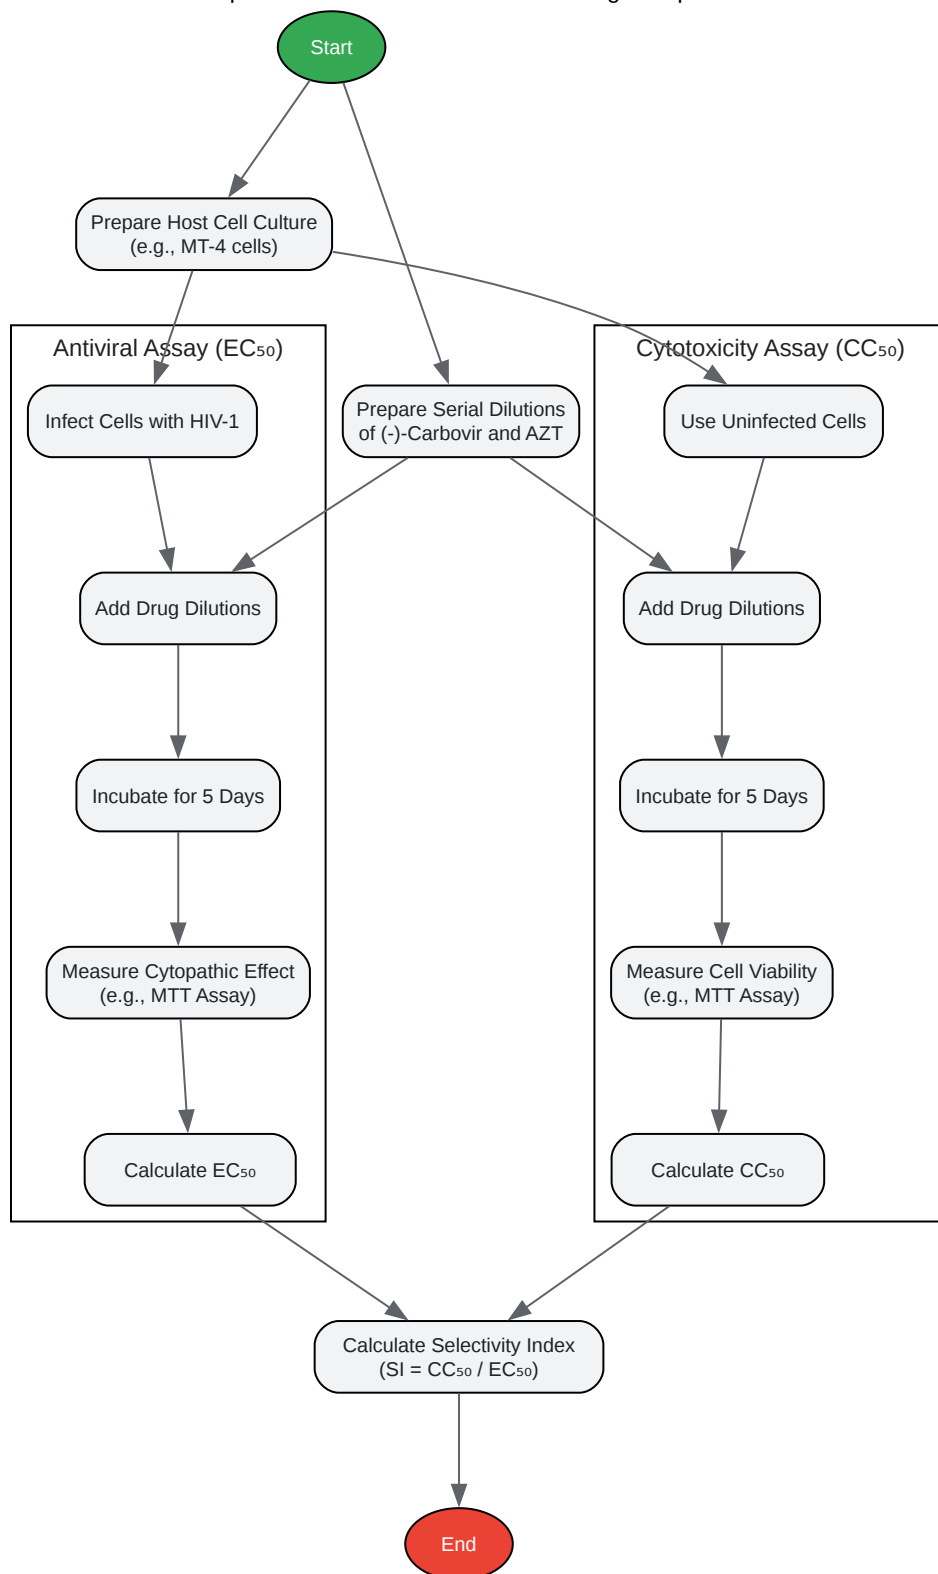 Start
Prepare Host Cell Culture
(e.g., MT-4 cells)
Antiviral Assay (EC₅₀)
Cytotoxicity Assay (CC₅₀)
Infect Cells with HIV-1
Prepare Serial Dilutions
of (-)-Carbovir and AZT
Use Uninfected Cells
Add Drug Dilutions
Add Drug Dilutions
Incubate for 5 Days
Incubate for 5 Days
Measure Cytopathic Effect
(e.g., MTT Assay)
Measure Cell Viability
(e.g., MTT Assay)
Calculate EC₅₀
Calculate CC₅₀
Calculate Selectivity Index
(SI = CC₅₀ / EC₅₀)
End